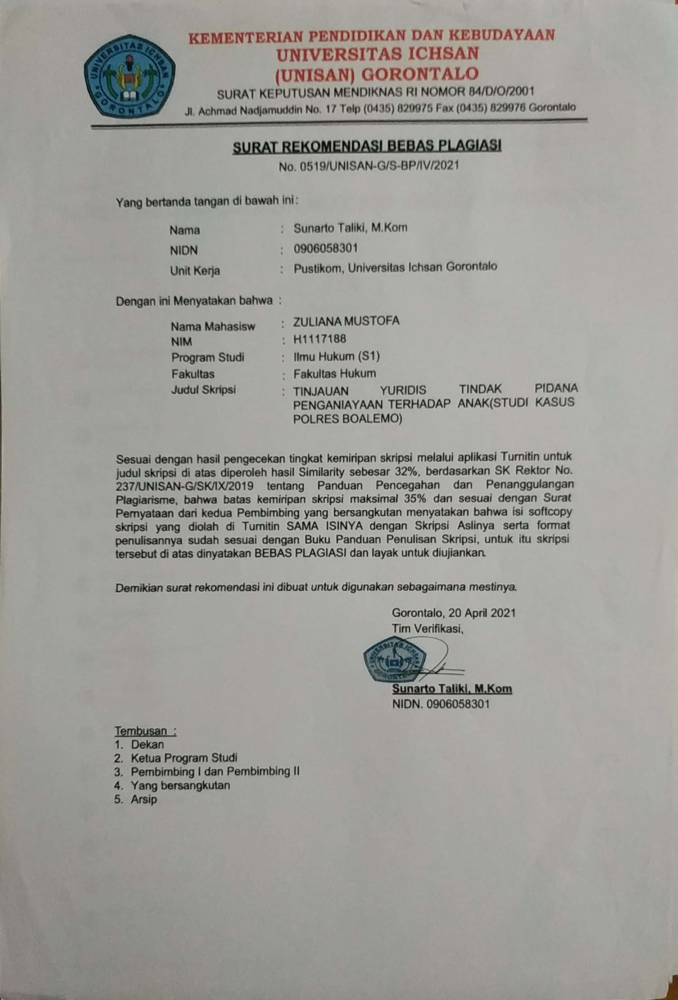 UNIVERSITAS ICHSAN
GORONTALO
KEMENTERIAN PENDIDIKAN DAN KEBUDAYAAN
UNIVERSITAS ICHSAN
(UNISAN) GORONTALO
SURAT KEPUTUSAN MENDIKNAS RI NOMOR 84/D/O/2001
Jl. Achmad Nadjamuddin No. 17 Telp (0435) 829975 Fax (0435) 829976 Gorontalo
SURAT REKOMENDASI BEBAS PLAGIASI
No. 0519/UNISAN-G/S-BP/IV/2021
Yang bertanda tangan di bawah ini :
Nama : Sunarto Taliki, M.Kom
NIDN : 0906058301
Unit Kerja : Pustikom, Universitas Ichsan Gorontalo
Dengan ini Menyatakan bahwa :
Nama Mahasisw : ZULIANA MUSTOFA
NIM : H1117188
Program Studi : Ilmu Hukum (S1)
Fakultas : Fakultas Hukum
Judul Skripsi : TINJAUAN YURIDIS TINDAK PIDANA
PENGANIAYAAN TERHADAP ANAK(STUDI KASUS
POLRES BOALEMO)
Sesuai dengan hasil pengecekan tingkat kemiripan skripsi melalui aplikasi Turnitin untuk
judul skripsi di atas diperoleh hasil Similarity sebesar 32%, berdasarkan SK Rektor No.
237/UNISAN-G/SK/IX/2019 tentang Panduan Pencegahan dan Penanggulangan
Plagiarisme, bahwa batas kemiripan skripsi maksimal 35% dan sesuai dengan Surat
Pernyataan dari kedua Pembimbing yang bersangkutan menyatakan bahwa isi softcopy
skripsi yang diolah di Turnitin SAMA ISINYA dengan Skripsi Aslinya serta format
penulisannya sudah sesuai dengan Buku Panduan Penulisan Skripsi, untuk itu skripsi
tersebut di atas dinyatakan BEBAS PLAGIASI dan layak untuk diujiankan.
Demikian surat rekomendasi ini dibuat untuk digunakan sebagaimana mestinya.
Gorontalo, 20 April 2021
Tim Verifikasi,
UNIVERSITAS ICHSAN
GORONTALO
Sunarto Taliki, M.Kom
NIDN. 0906058301
Tembusan :
1. Dekan
2. Ketua Program Studi
3. Pembimbing I dan Pembimbing II
4. Yang bersangkutan
5. Arsip